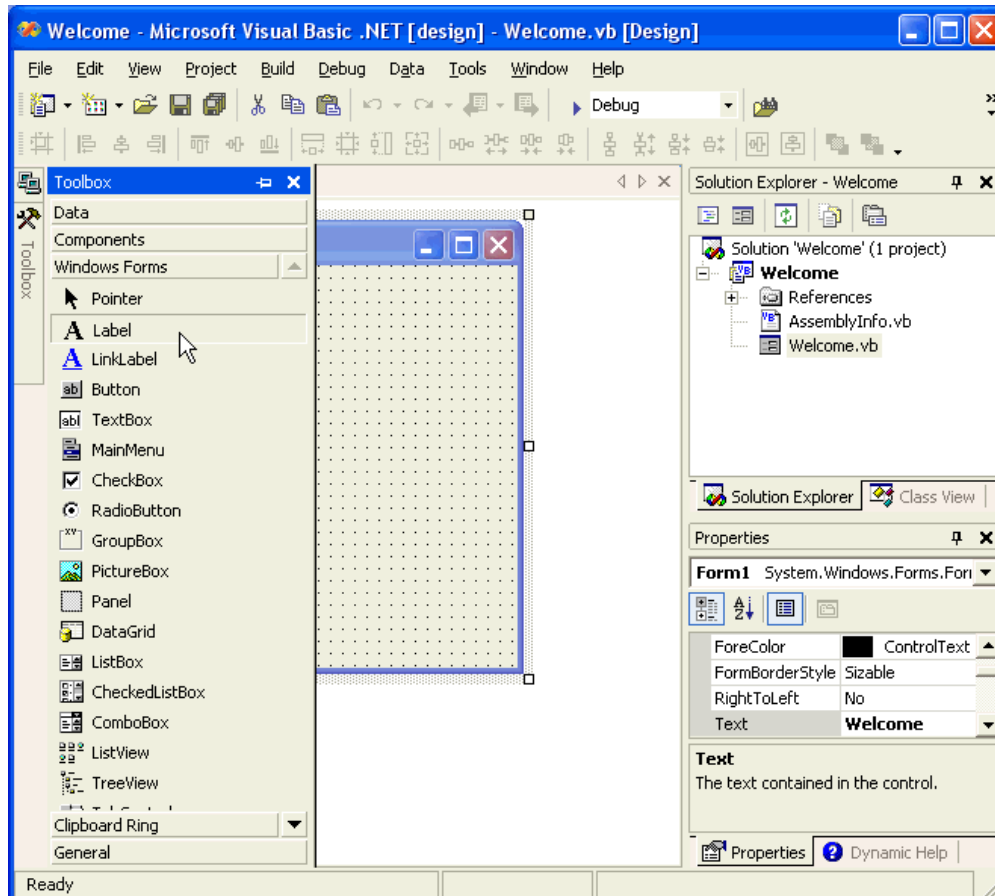 Welcome - Microsoft Visual Basic .NET [design] - Welcome.vb [Design]
File Edit View Project Build Debug Data Tools Window Help
Debug
Toolbox
Toolbox
Data
Components
Windows Forms
Pointer
Label
LinkLabel
Button
TextBox
MainMenu
CheckBox
RadioButton
GroupBox
PictureBox
Panel
DataGrid
ListBox
CheckedListBox
ComboBox
ListView
TreeView
Clipboard Ring
General
Solution Explorer - Welcome
Solution 'Welcome' (1 project)
Welcome
References
AssemblyInfo.vb
Welcome.vb
Solution Explorer Class View
Properties
Form1 System.Windows.Forms.Fori
ForeColor ControlText
FormBorderStyle Sizable
RightToLeft No
Text Welcome
Text
The text contained in the control.
Properties Dynamic Help
Ready